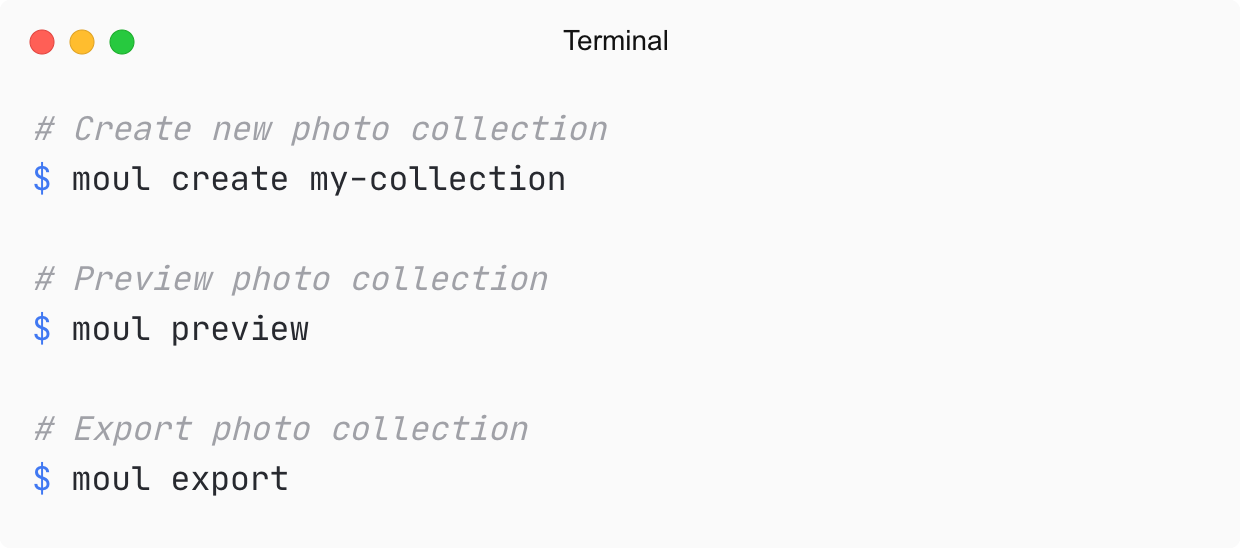 Terminal
# Create new photo collection
$ moul create my-collection
# Preview photo collection
$ moul preview
# Export photo collection
$ moul export